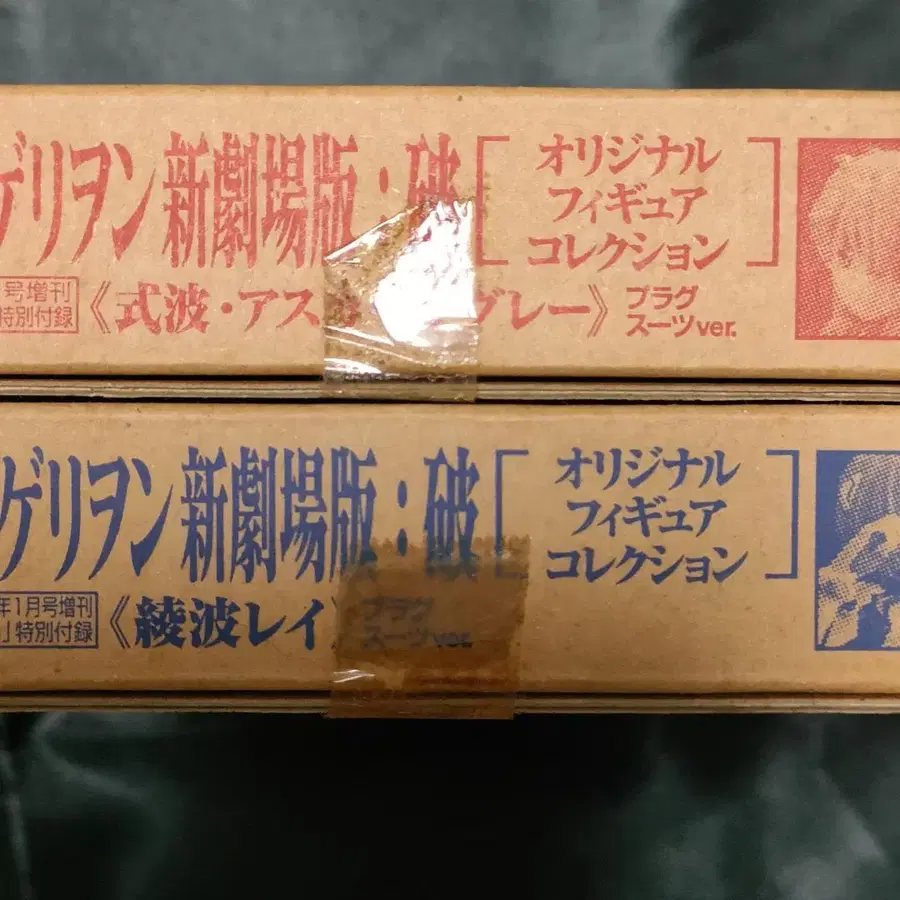 ゲリヲン 新劇場版：破
オリジナル
フィギュア
コレクション
号増刊
特別付録
《式波・アス グレー》
プラグ
スーツver.
ゲリヲン 新劇場版：破
オリジナル
フィギュア
コレクション
年1月号増刊
特別付録
《綾波レイ
プラグ
スーツver.